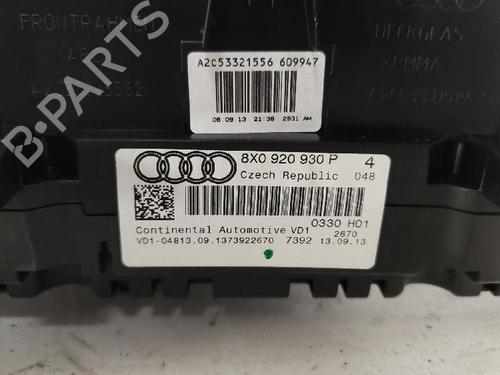 FRONTRAHMEN
DECKGLAS
-PMMA-
A2C53321556 609947
06.09.13 21:38 2931 AM
B-PARTS
8X0 920 930 P 4
Czech Republic 048
0330 H01
Continental Automotive VD1 2670
VD1-04813.09.1373922670 7392 13.09.13